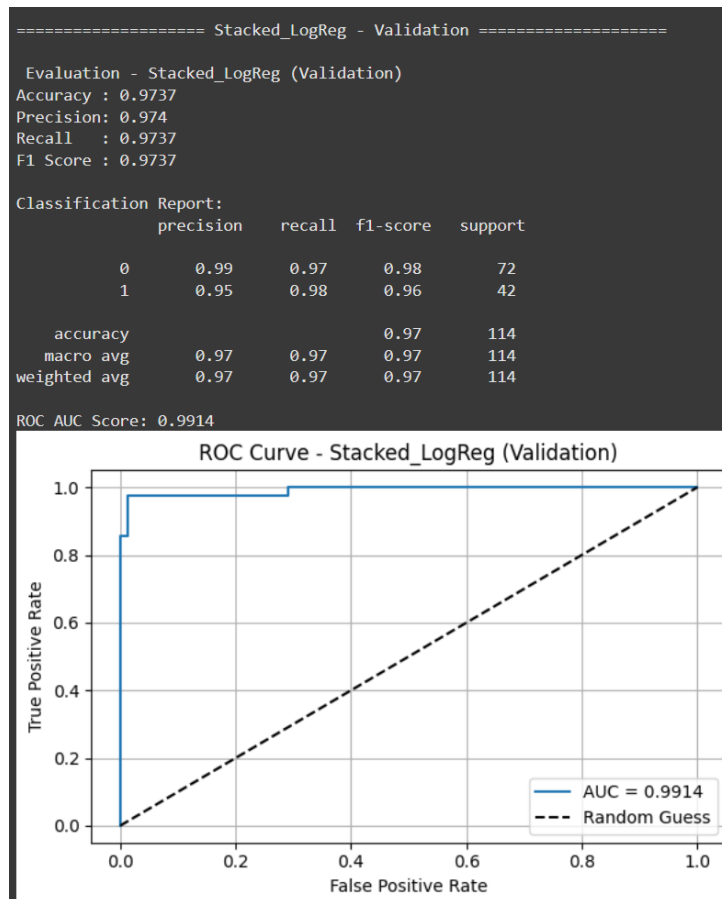 ==================== Stacked_LogReg - Validation ====================
Evaluation - Stacked_LogReg (Validation)
Accuracy : 0.9737
Precision: 0.974
Recall   : 0.9737
F1 Score : 0.9737
Classification Report:
precision    recall  f1-score   support
0       0.99      0.97      0.98        72
1       0.95      0.98      0.96        42
accuracy                           0.97       114
macro avg       0.97      0.97      0.97       114
weighted avg       0.97      0.97      0.97       114
ROC AUC Score: 0.9914
ROC Curve - Stacked_LogReg (Validation)
1.0
0.8
0.6
0.4
0.2
0.0
True Positive Rate
AUC = 0.9914
Random Guess
0.0 0.2 0.4 0.6 0.8 1.0
False Positive Rate